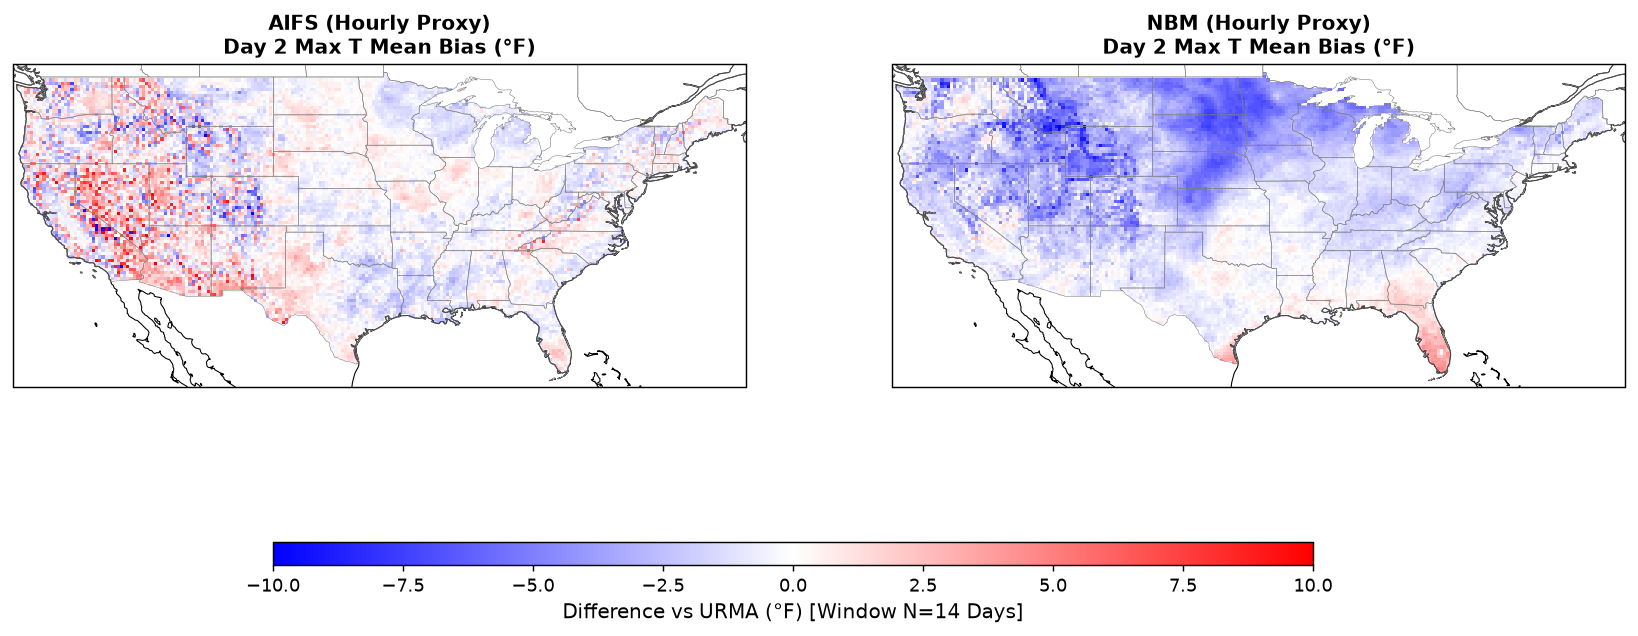 AIFS (Hourly Proxy)
Day 2 Max T Mean Bias (°F)
NBM (Hourly Proxy)
Day 2 Max T Mean Bias (°F)
−10.0 −7.5 −5.0 −2.5 0.0 2.5 5.0 7.5 10.0
Difference vs URMA (°F) [Window N=14 Days]